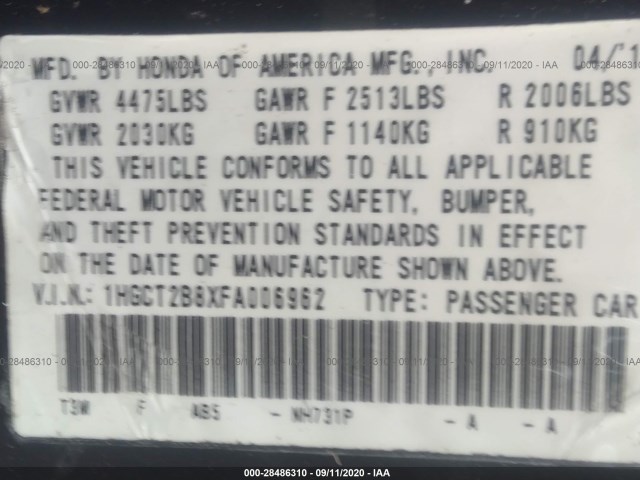 MFD. BY HONDA OF AMERICA MFG., INC. 04/1
GVWR 4475LBS GAWR F 2513LBS R 2006LBS
GVWR 2030KG GAWR F 1140KG R 910KG
THIS VEHICLE CONFORMS TO ALL APPLICABLE
FEDERAL MOTOR VEHICLE SAFETY, BUMPER,
AND THEFT PREVENTION STANDARDS IN EFFECT
ON THE DATE OF MANUFACTURE SHOWN ABOVE.
V.I.N.: 1HGCT2B8XFA006962 TYPE: PASSENGER CAR
T3W F AB5 - NH731P - A - A
000-28486310 - 09/11/2020 - IAA